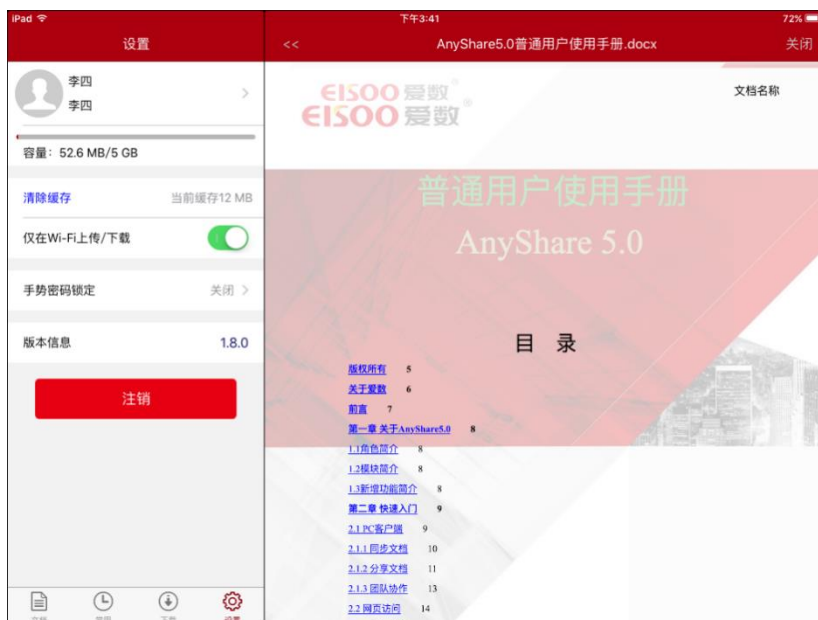 iPad
下午3:41
72%
设置
<<
AnyShare5.0普通用户使用手册.docx
关闭
李四
李四
容量：52.6 MB/5 GB
清除缓存
当前缓存12 MB
仅在Wi-Fi上传/下载
手势密码锁定
关闭
版本信息
1.8.0
注销
EISOO 爱数®
EISOO 爱数®
文档名称
普通用户使用手册
AnyShare 5.0
目 录
版权所有 5
关于爱数 6
前言 7
第一章 关于AnyShare5.0 8
1.1角色简介 8
1.2模块简介 8
1.3新增功能简介 8
第二章 快速入门 9
2.1 PC客户端 9
2.1.1 同步文档 10
2.1.2 分享文档 11
2.1.3 团队协作 13
2.2 网页访问 14